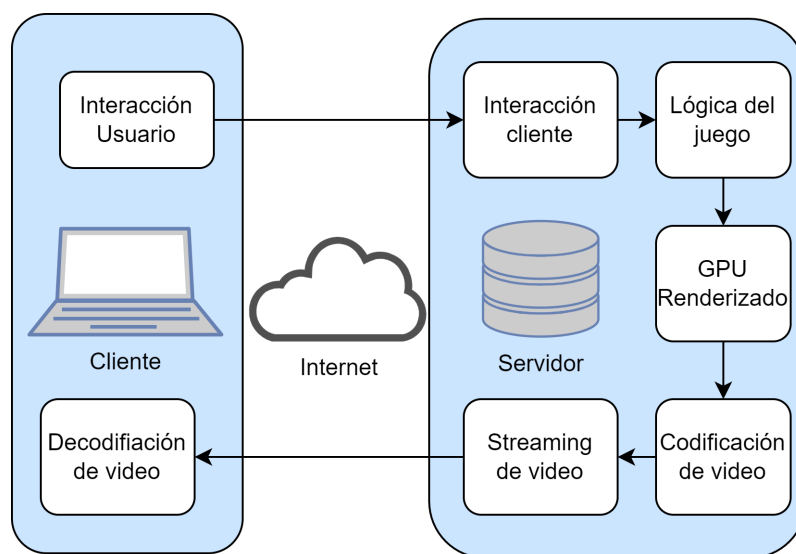 Interacción
Usuario
Interacción
cliente
Lógica del
juego
GPU
Renderizado
Cliente
Internet
Servidor
Decodifiación
de video
Streaming
de video
Codificación
de video